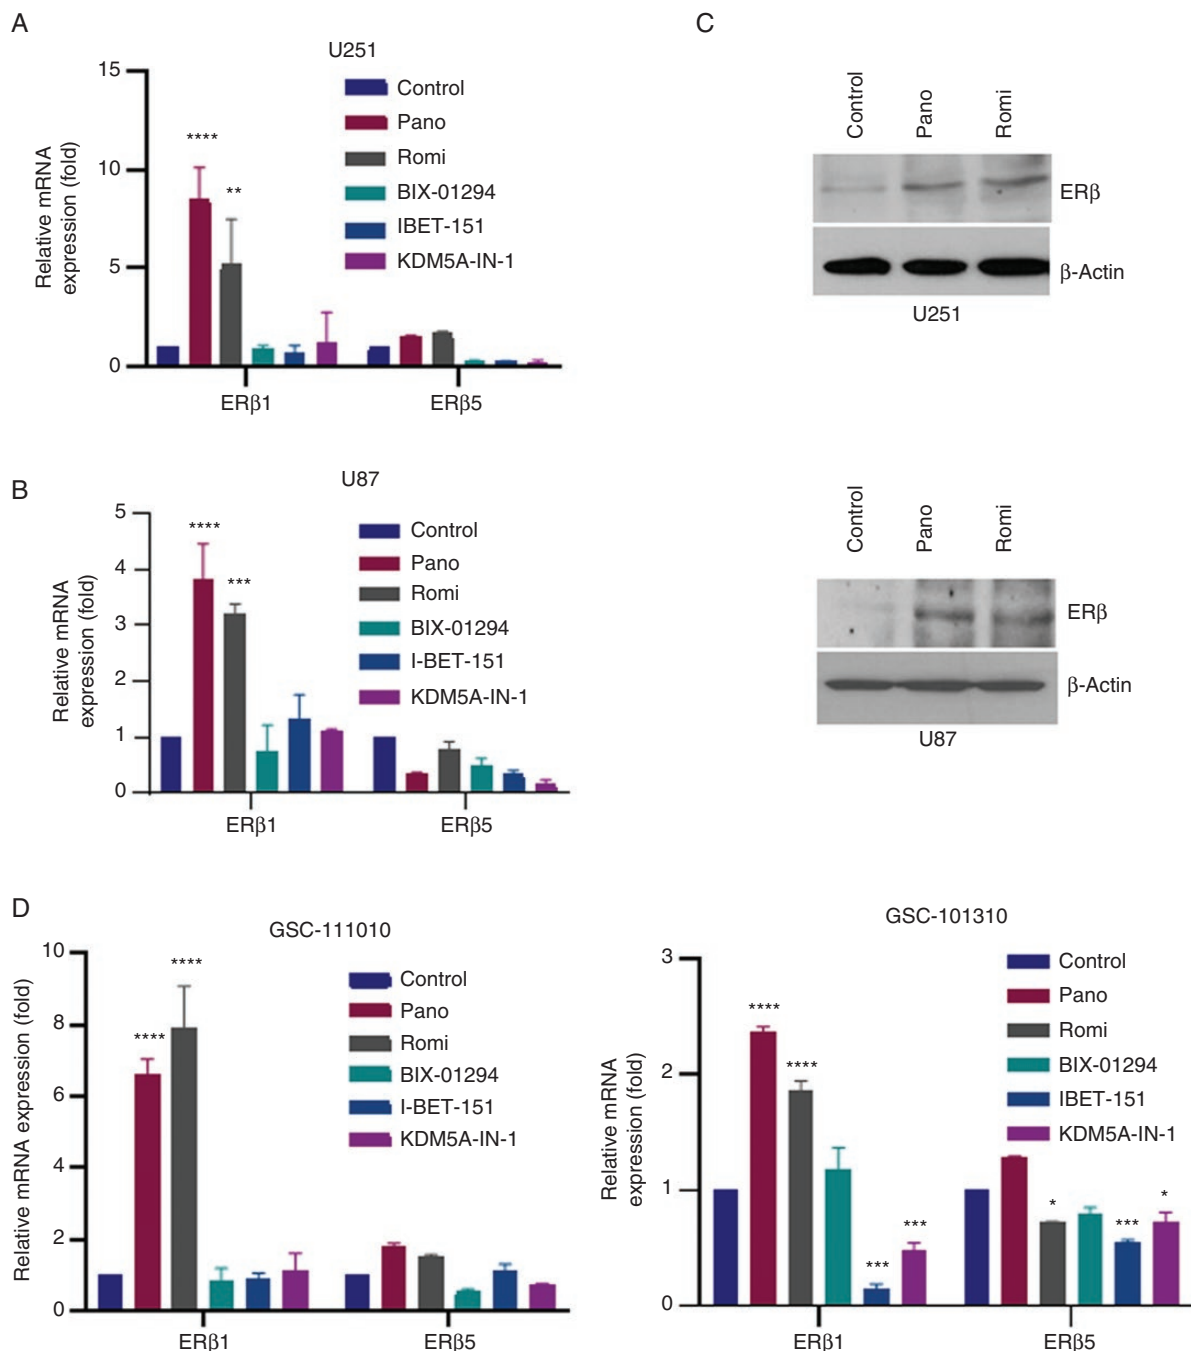 A
U251
15
10
5
0
Relative mRNA
expression (fold)
****
**
Control
Pano
Romi
BIX-01294
IBET-151
KDM5A-IN-1
ERβ1
ERβ5
B
U87
5
4
3
2
1
0
Relative mRNA
expression (fold)
****
***
Control
Pano
Romi
BIX-01294
I-BET-151
KDM5A-IN-1
ERβ1
ERβ5
C
Control
Pano
Romi
ERβ
β-Actin
U251
Control
Pano
Romi
ERβ
β-Actin
U87
D
GSC-111010
10
8
6
4
2
0
Relative mRNA expression (fold)
****
****
Control
Pano
Romi
BIX-01294
I-BET-151
KDM5A-IN-1
ERβ1
ERβ5
GSC-101310
3
2
1
0
Relative mRNA
expression (fold)
****
****
***
***
*
***
*
Control
Pano
Romi
BIX-01294
IBET-151
KDM5A-IN-1
ERβ1
ERβ5